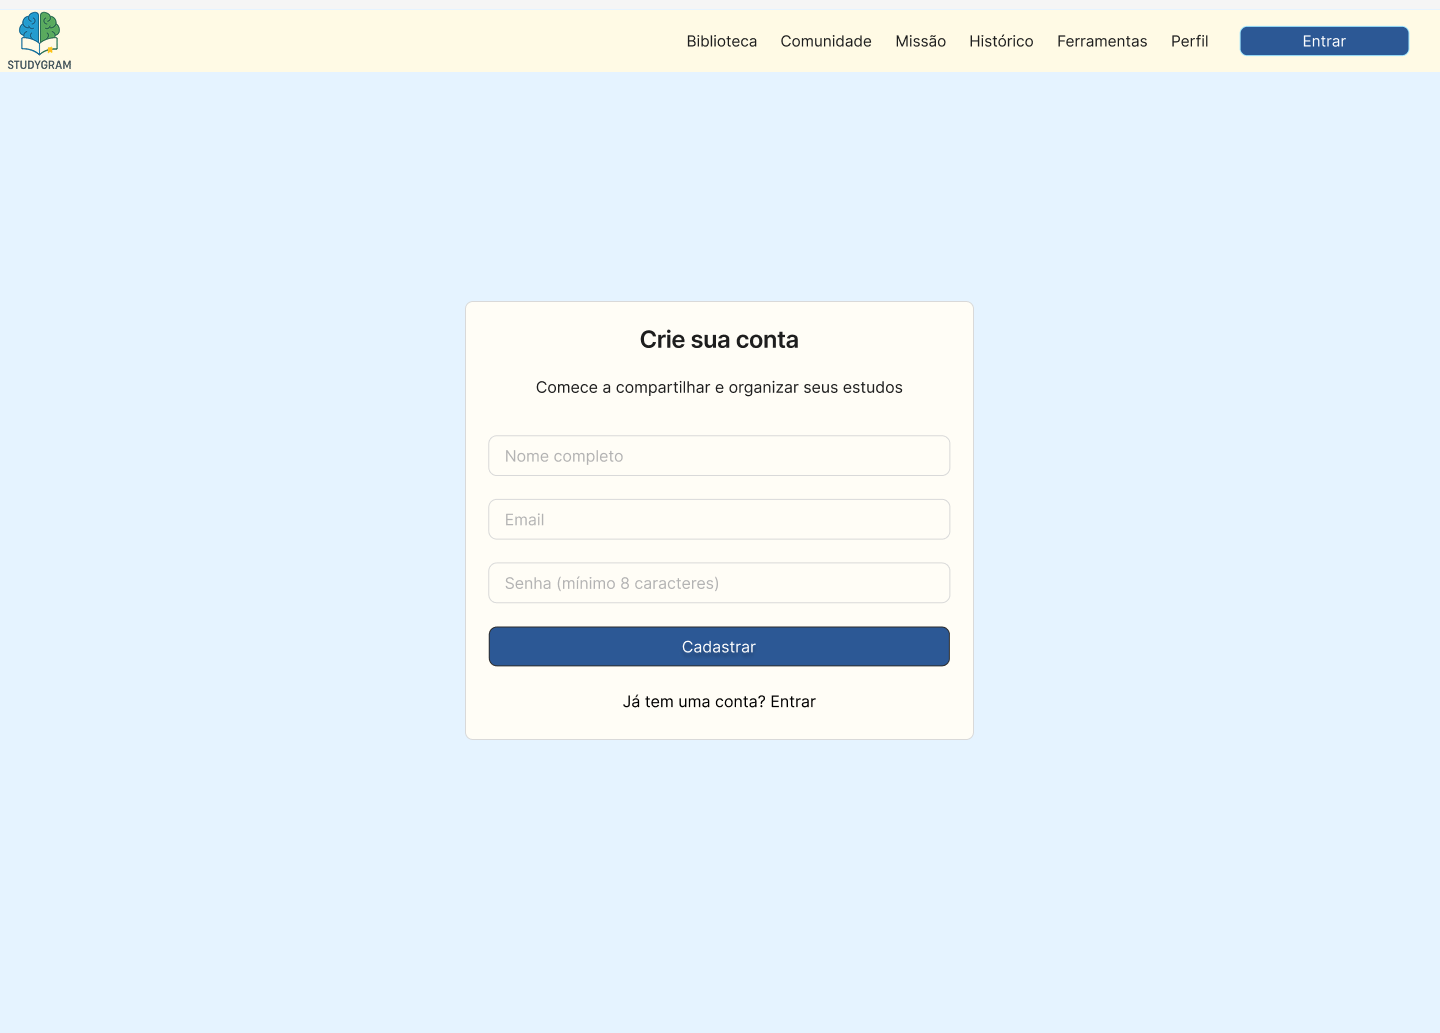 STUDYGRAM
Biblioteca Comunidade Missão Histórico Ferramentas Perfil Entrar
Crie sua conta
Comece a compartilhar e organizar seus estudos
Nome completo
Email
Senha (mínimo 8 caracteres)
Cadastrar
Já tem uma conta? Entrar